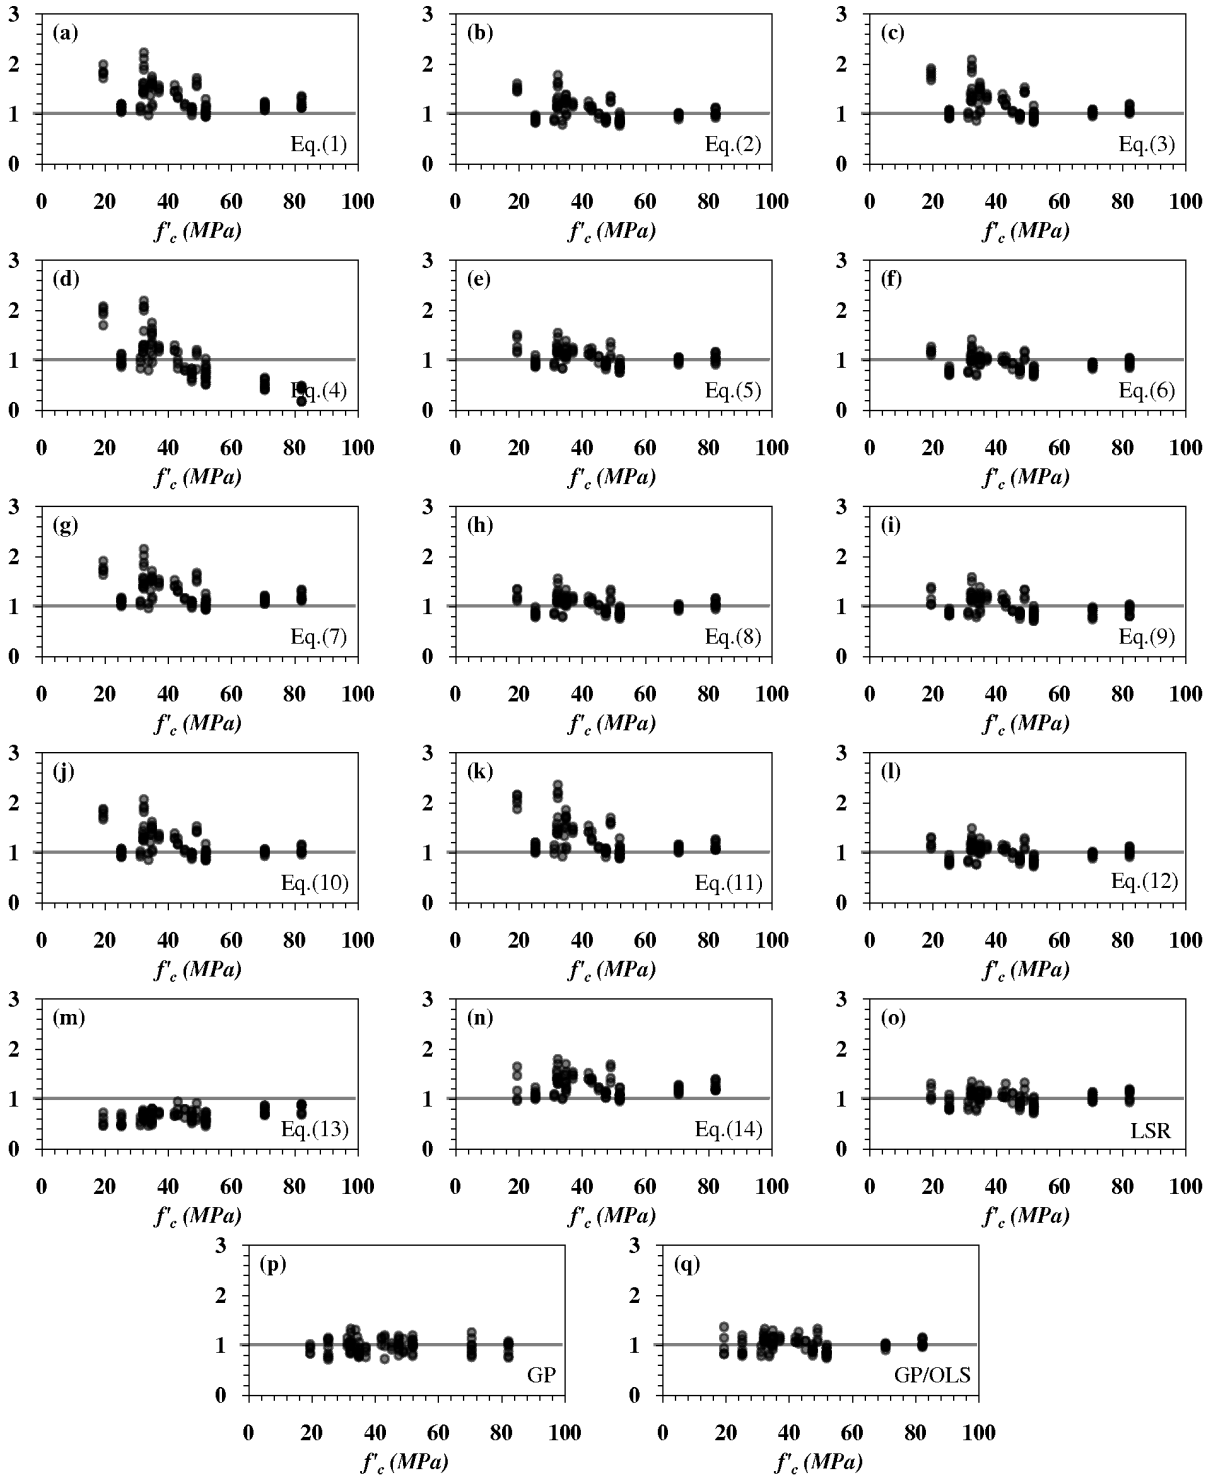 3 (a) 3 (b) 3 (c)
2 2 2
1 1 1
Eq.(1) Eq.(2) Eq.(3)
0 0 0
0 20 40 60 80 100 0 20 40 60 80 100 0 20 40 60 80 100
f'c (MPa) f'c (MPa) f'c (MPa)
3 (d) 3 (e) 3 (f)
2 2 2
1 1 1
Eq.(4) Eq.(5) Eq.(6)
0 0 0
0 20 40 60 80 100 0 20 40 60 80 100 0 20 40 60 80 100
f'c (MPa) f'c (MPa) f'c (MPa)
3 (g) 3 (h) 3 (i)
2 2 2
1 1 1
Eq.(7) Eq.(8) Eq.(9)
0 0 0
0 20 40 60 80 100 0 20 40 60 80 100 0 20 40 60 80 100
f'c (MPa) f'c (MPa) f'c (MPa)
3 (j) 3 (k) 3 (l)
2 2 2
1 1 1
Eq.(10) Eq.(11) Eq.(12)
0 0 0
0 20 40 60 80 100 0 20 40 60 80 100 0 20 40 60 80 100
f'c (MPa) f'c (MPa) f'c (MPa)
3 (m) 3 (n) 3 (o)
2 2 2
1 1 1
Eq.(13) Eq.(14) LSR
0 0 0
0 20 40 60 80 100 0 20 40 60 80 100 0 20 40 60 80 100
f'c (MPa) f'c (MPa) f'c (MPa)
3 (p) 3 (q)
2 2
1 1
GP GP/OLS
0 0
0 20 40 60 80 100 0 20 40 60 80 100
f'c (MPa) f'c (MPa)